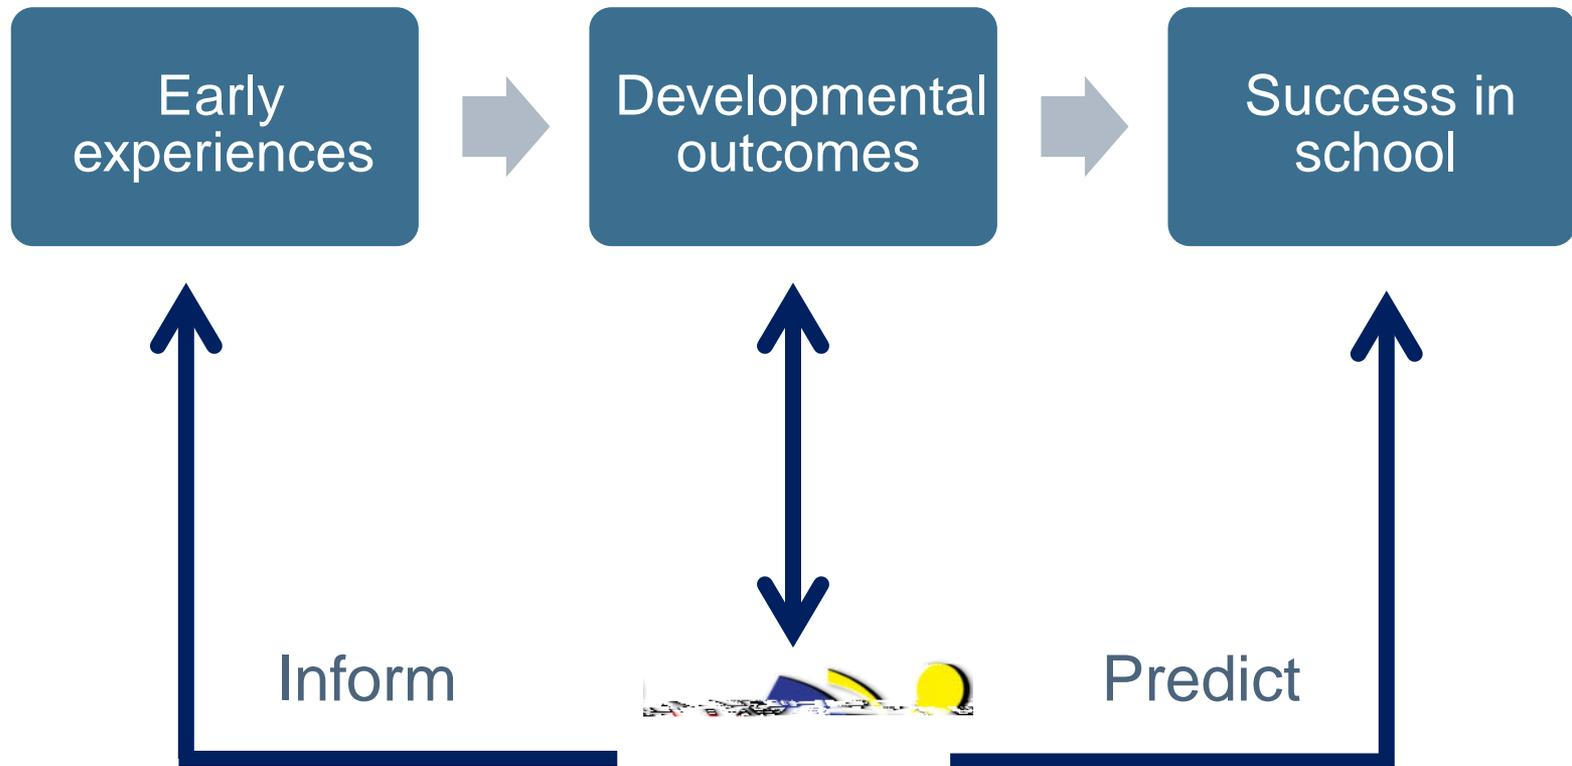 Early
experiences
Developmental
outcomes
Success in
school
Inform
Predict